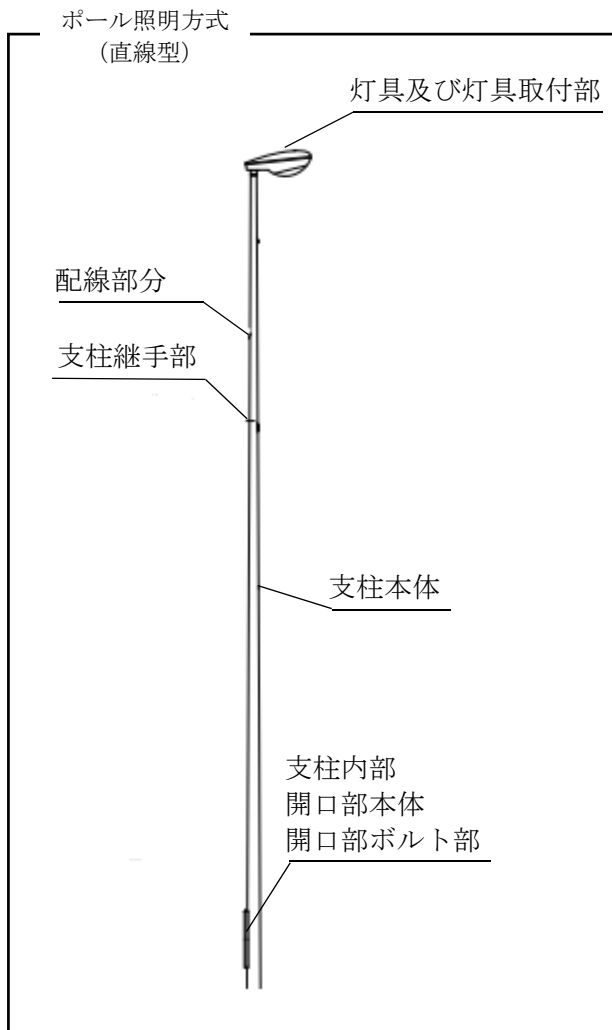 ポール照明方式
（直線型）
灯具及び灯具取付部
配線部分
支柱継手部
支柱本体
支柱内部
開口部本体
開口部ボルト部